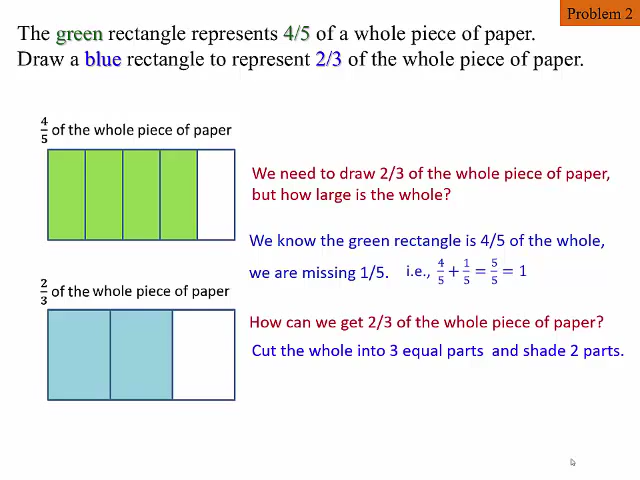 Problem 2
The green rectangle represents 4/5 of a whole piece of paper.
Draw a blue rectangle to represent 2/3 of the whole piece of paper.
4/5 of the whole piece of paper
We need to draw 2/3 of the whole piece of paper,
but how large is the whole?
We know the green rectangle is 4/5 of the whole,
we are missing 1/5. i.e., 4/5 + 1/5 = 5/5 = 1
2/3 of the whole piece of paper
How can we get 2/3 of the whole piece of paper?
Cut the whole into 3 equal parts and shade 2 parts.